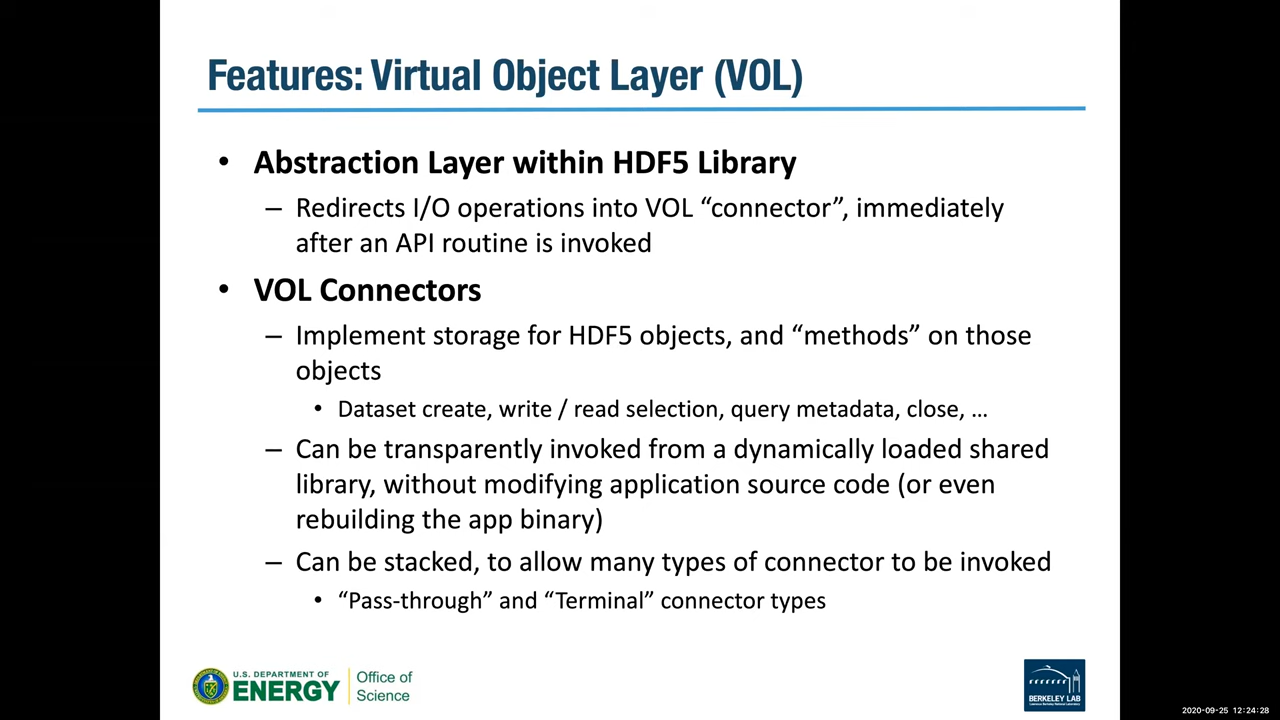 Features: Virtual Object Layer (VOL)
• Abstraction Layer within HDF5 Library
– Redirects I/O operations into VOL “connector”, immediately
after an API routine is invoked
• VOL Connectors
– Implement storage for HDF5 objects, and “methods” on those
objects
• Dataset create, write / read selection, query metadata, close, …
– Can be transparently invoked from a dynamically loaded shared
library, without modifying application source code (or even
rebuilding the app binary)
– Can be stacked, to allow many types of connector to be invoked
• “Pass-through” and “Terminal” connector types
U.S. DEPARTMENT OF
ENERGY
Office of
Science
BERKELEY LAB
Lawrence Berkeley National Laboratory
2020-09-25 12:24:28